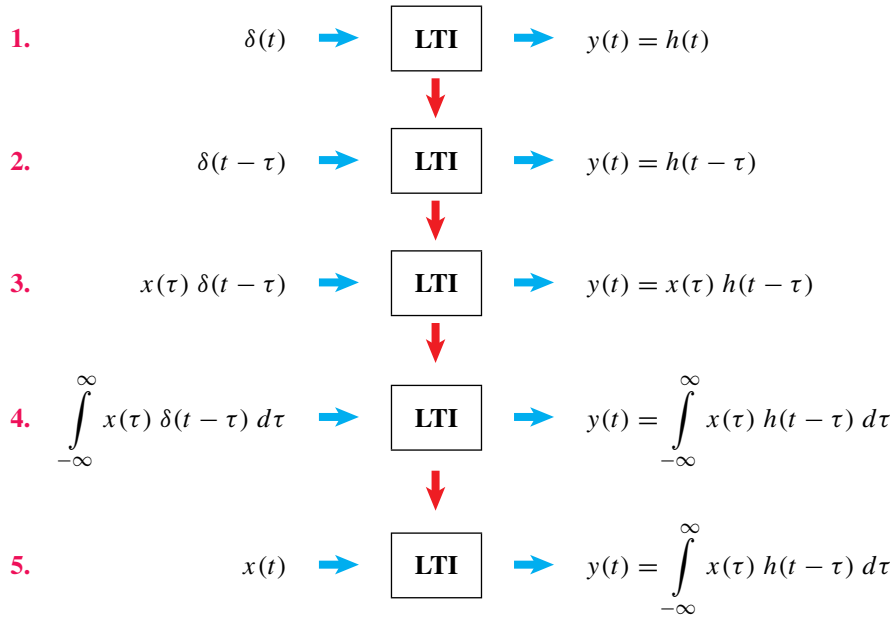 1. δ(t) LTI y(t) = h(t)
2. δ(t − τ) LTI y(t) = h(t − τ)
3. x(τ) δ(t − τ) LTI y(t) = x(τ) h(t − τ)
4. ∫_{−∞}^{∞} x(τ) δ(t − τ) dτ LTI y(t) = ∫_{−∞}^{∞} x(τ) h(t − τ) dτ
5. x(t) LTI y(t) = ∫_{−∞}^{∞} x(τ) h(t − τ) dτ